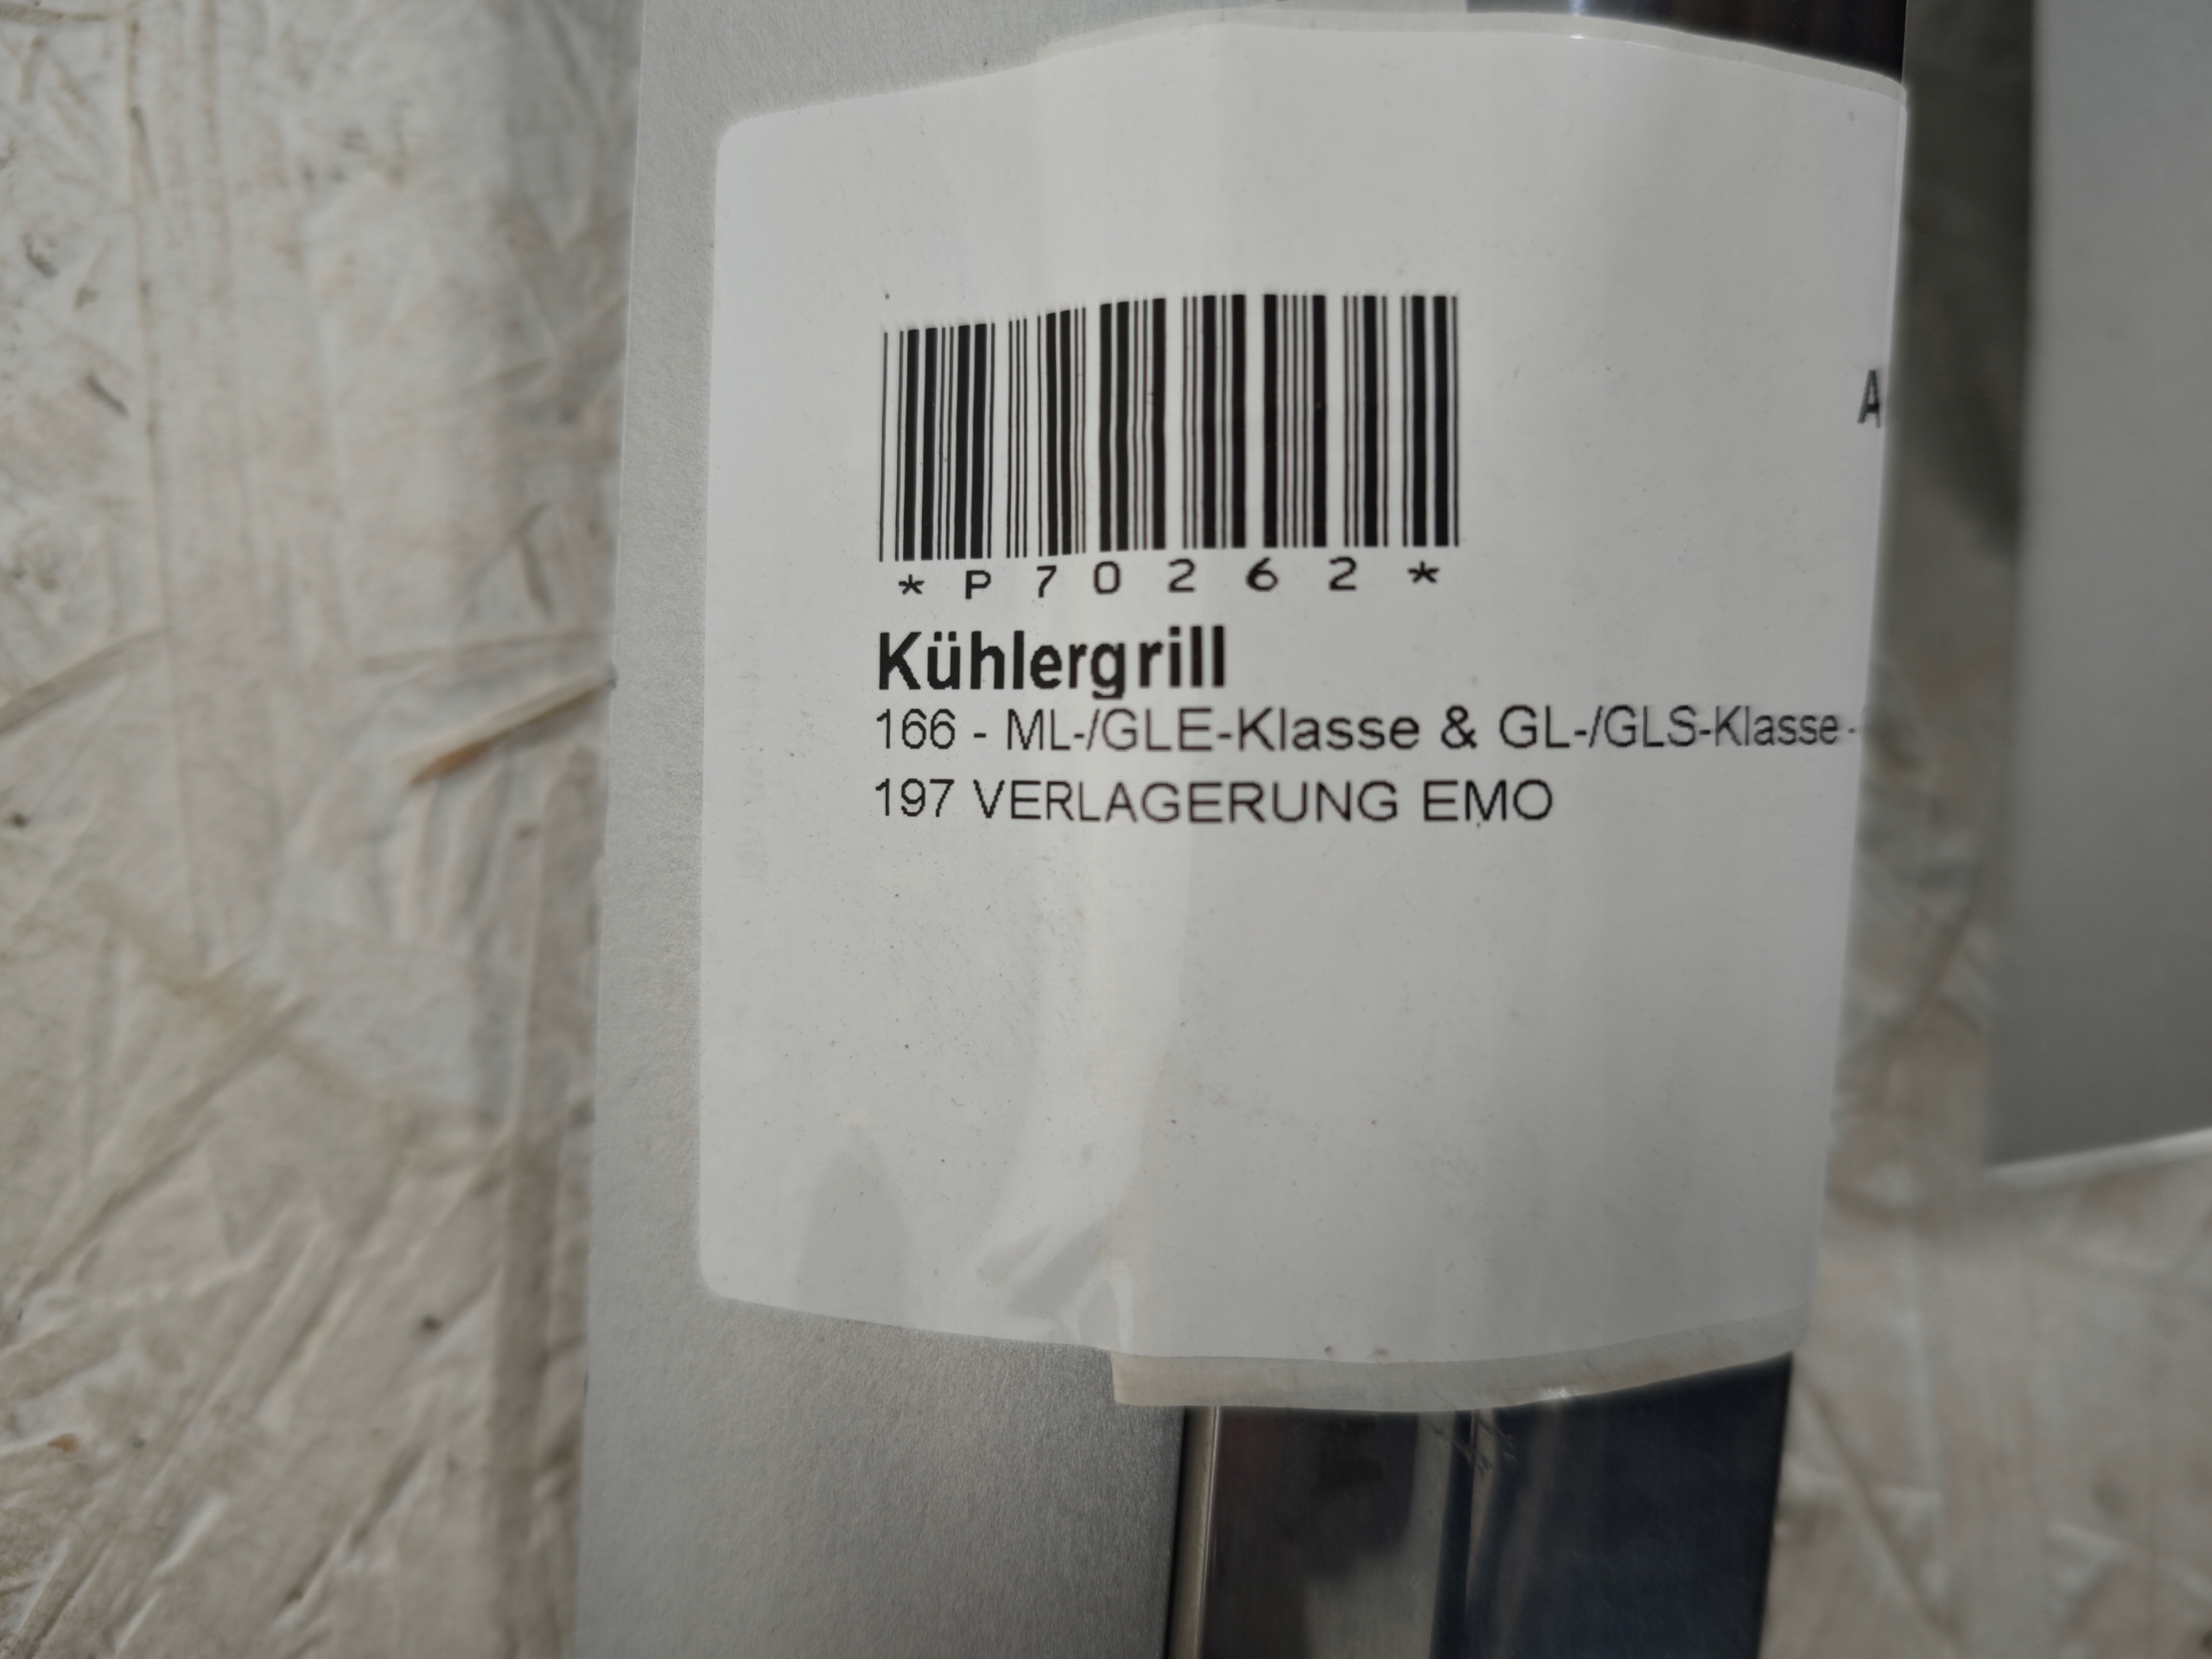 A
*P70262*
Kühlergrill
166 - ML-/GLE-Klasse & GL-/GLS-Klasse -
197 VERLAGERUNG EMO